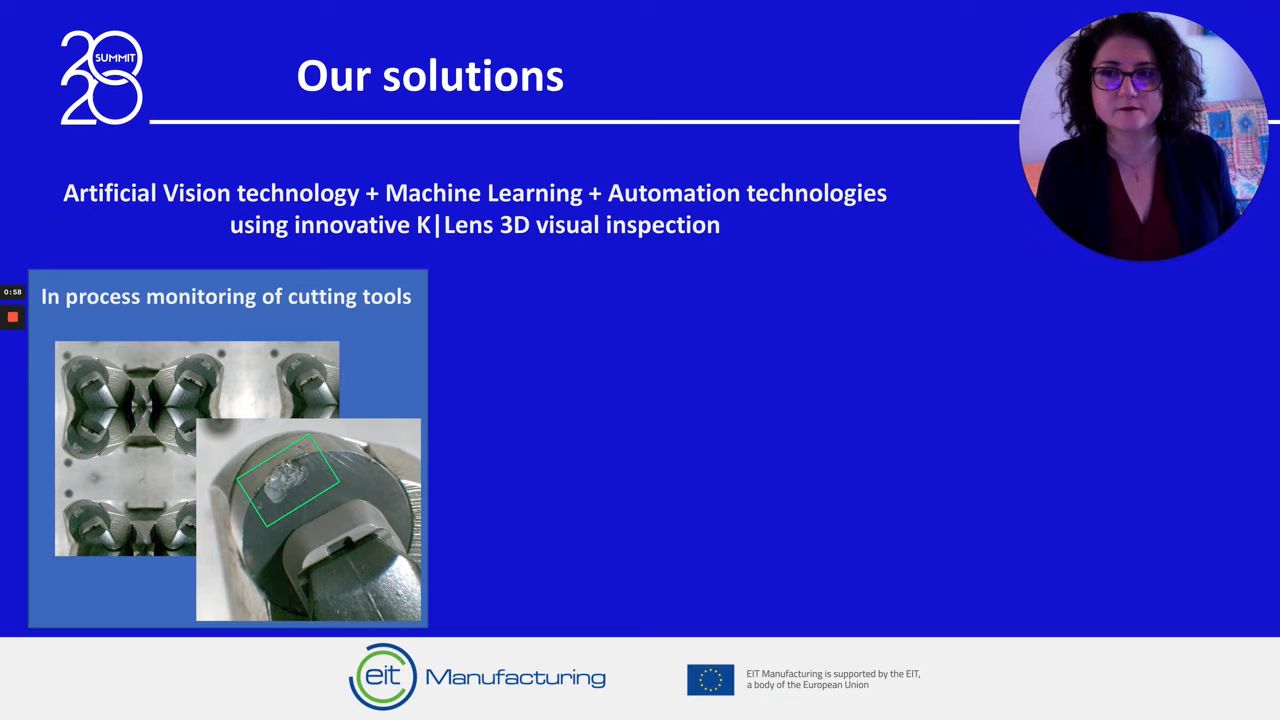 20
SUMMIT
20
Our solutions
Artificial Vision technology + Machine Learning + Automation technologies
using innovative K|Lens 3D visual inspection
0:58
In process monitoring of cutting tools
eit Manufacturing
EIT Manufacturing is supported by the EIT,
a body of the European Union